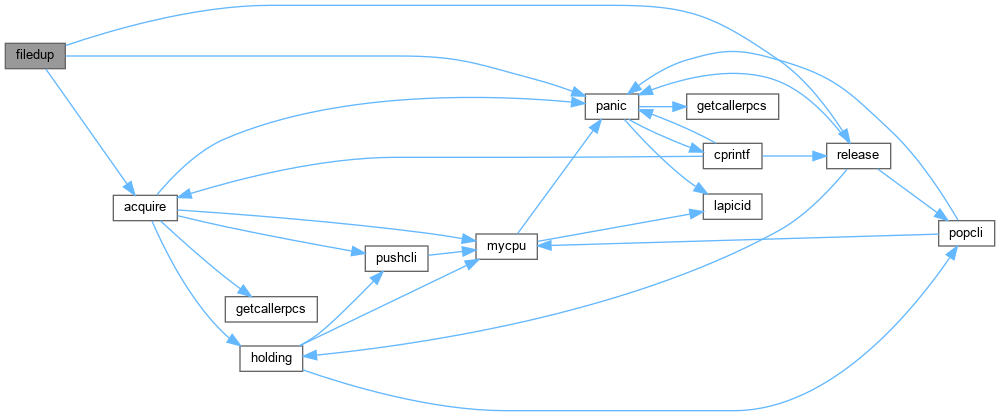 filedup
panic
getcallerpcs
cprintf
release
acquire
lapicid
popcli
mycpu
pushcli
getcallerpcs
holding